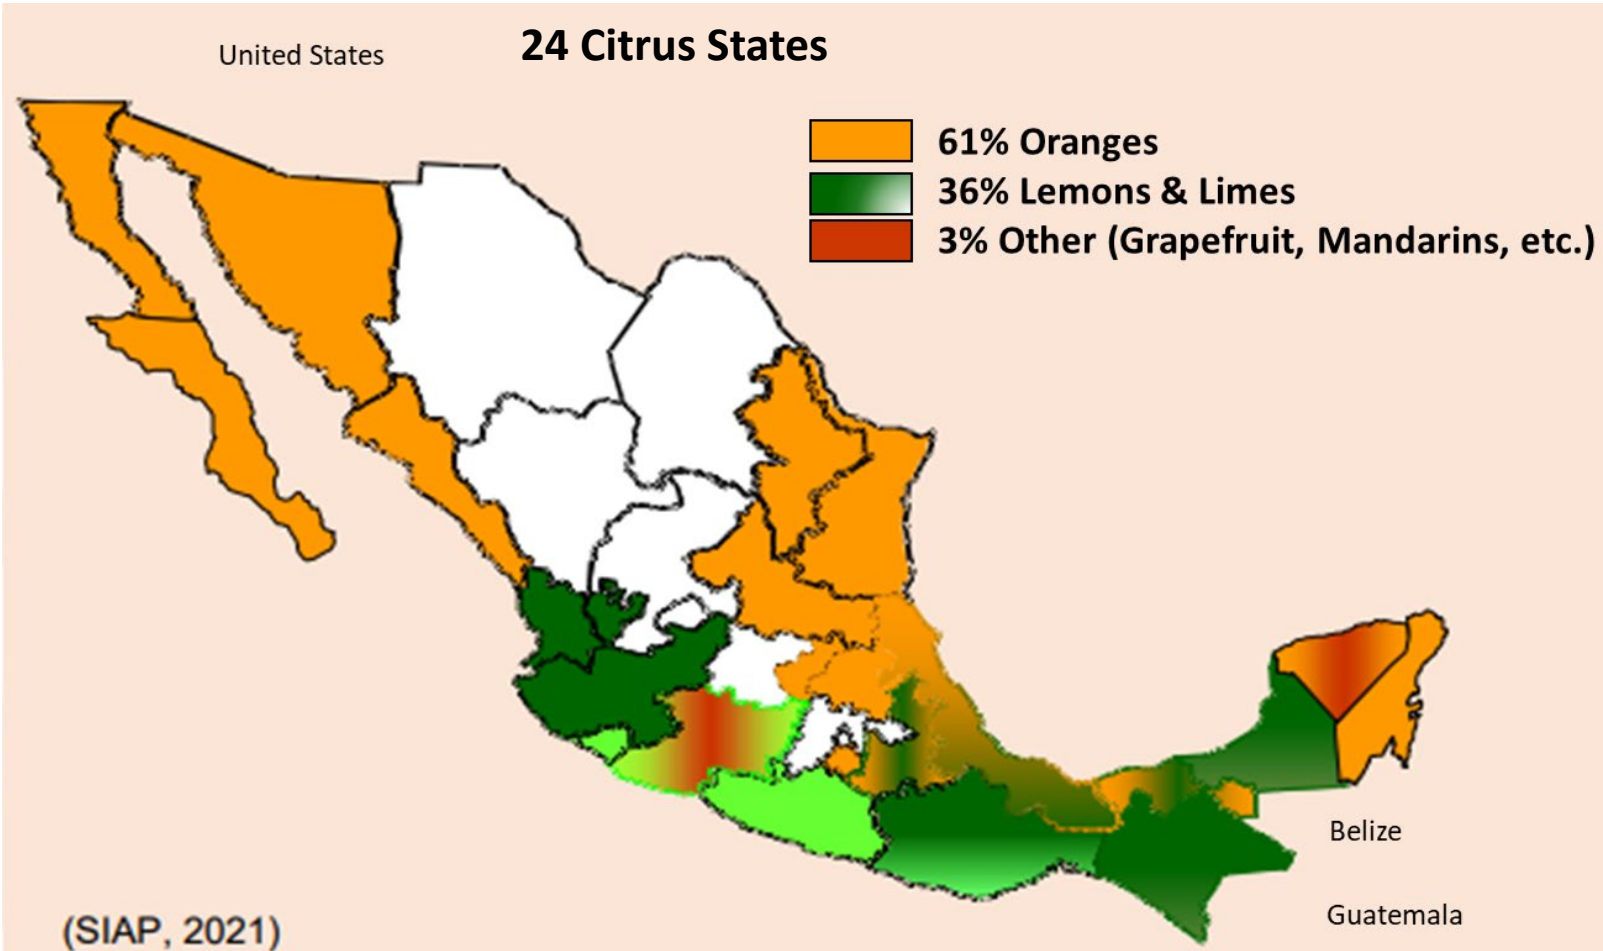 24 Citrus States
United States
61% Oranges
36% Lemons & Limes
3% Other (Grapefruit, Mandarins, etc.)
Belize
Guatemala
(SIAP, 2021)